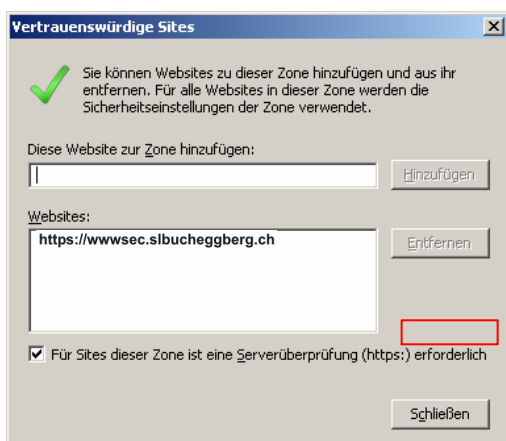 Vertrauenswürdige Sites
Sie können Websites zu dieser Zone hinzufügen und aus ihr
entfernen. Für alle Websites in dieser Zone werden die
Sicherheitseinstellungen der Zone verwendet.
Diese Website zur Zone hinzufügen:
Hinzufügen
Websites:
https://wwwsec.slbucheggberg.ch
Entfernen
Für Sites dieser Zone ist eine Serverüberprüfung (https:) erforderlich
Schließen